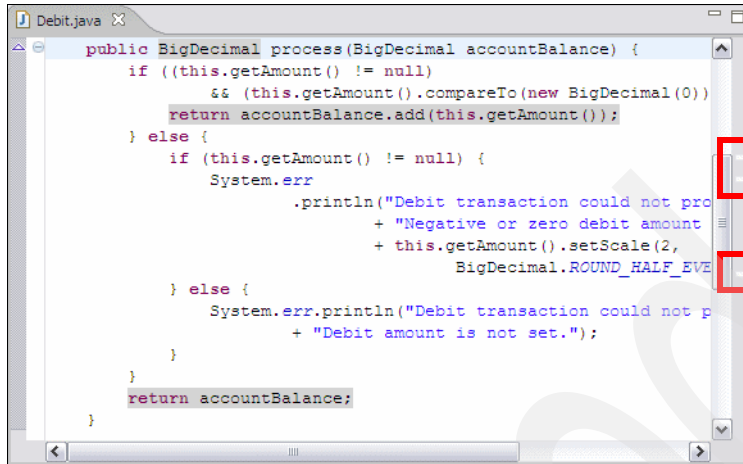 Debit.java
public BigDecimal process(BigDecimal accountBalance) {
if ((this.getAmount() != null)
&& (this.getAmount().compareTo(new BigDecimal(0))
return accountBalance.add(this.getAmount());
} else {
if (this.getAmount() != null) {
System.err
.println("Debit transaction could not pro
+ "Negative or zero debit amount
+ this.getAmount().setScale(2,
BigDecimal.ROUND_HALF_EVE
} else {
System.err.println("Debit transaction could not p
+ "Debit amount is not set.");
}
}
return accountBalance;
}